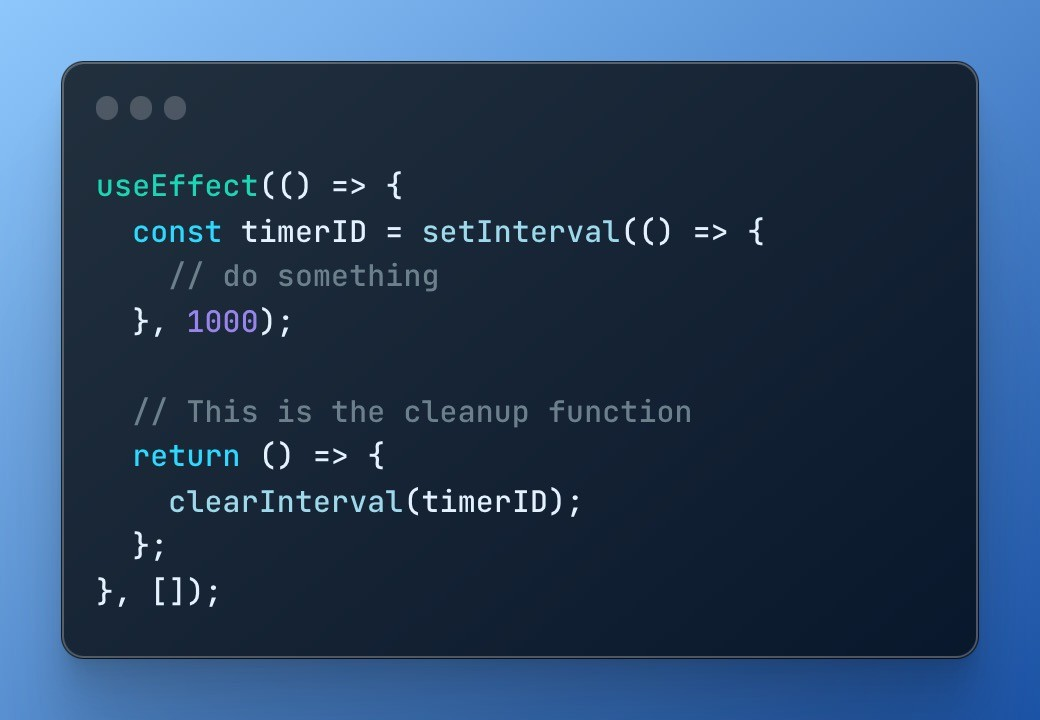 useEffect(() => {
  const timerID = setInterval(() => {
    // do something
  }, 1000);

  // This is the cleanup function
  return () => {
    clearInterval(timerID);
  };
}, []);